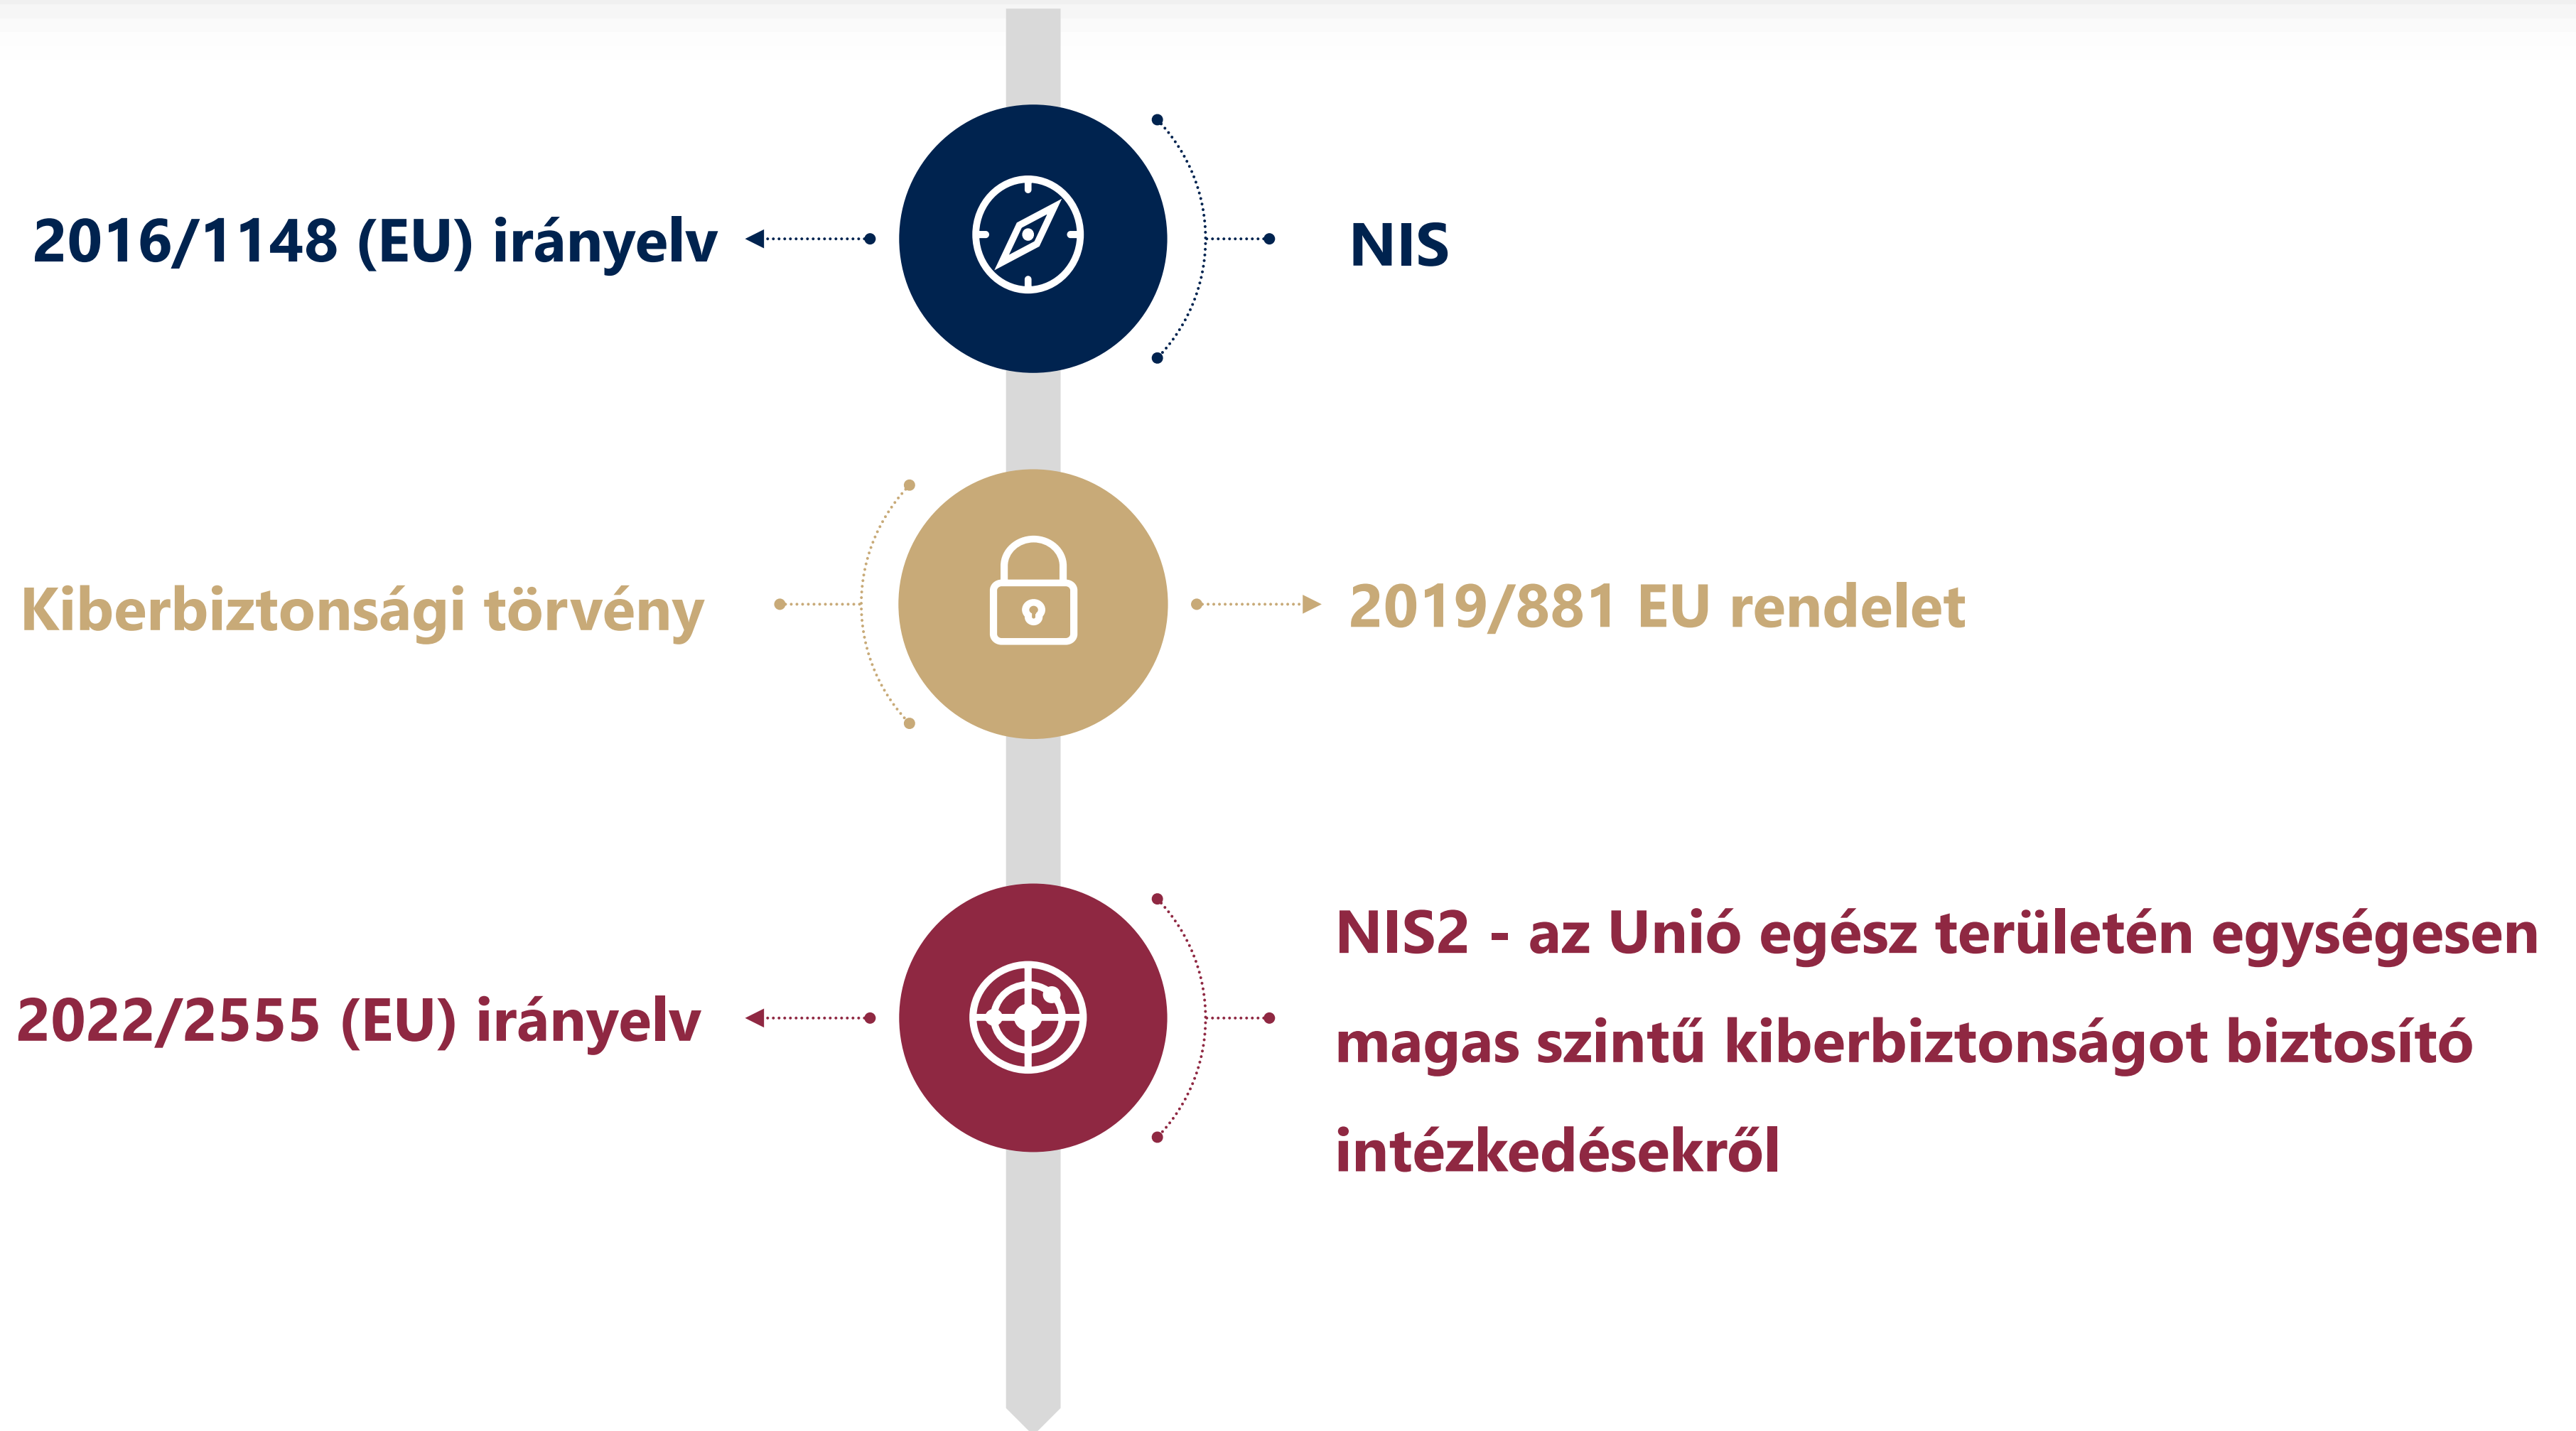 2016/1148 (EU) irányelv
NIS
Kiberbiztonsági törvény
2019/881 EU rendelet
2022/2555 (EU) irányelv
NIS2 - az Unió egész területén egységesen
magas szintű kiberbiztonságot biztosító
intézkedésekről